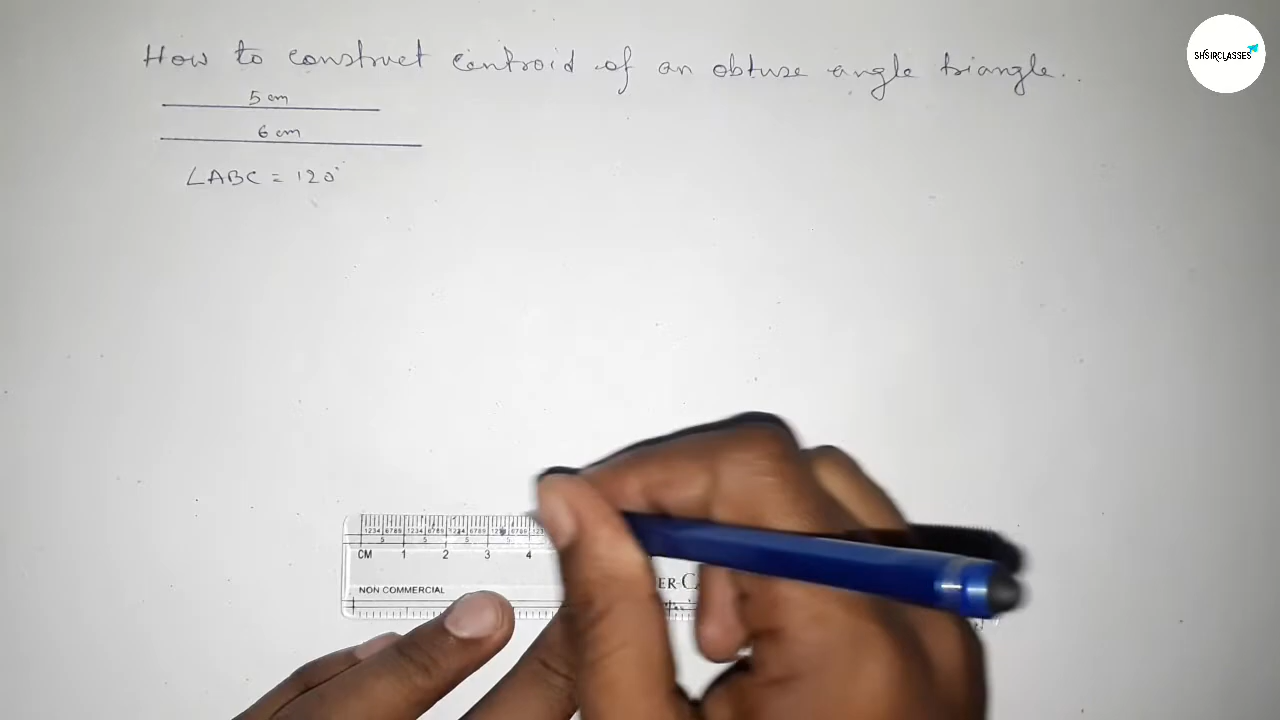 How to construct centroid of an obtuse angle triangle..
SHSIRCLASSES
5 cm
6 cm
∠ABC = 120°
CM 1 2 3 4
NON COMMERCIAL